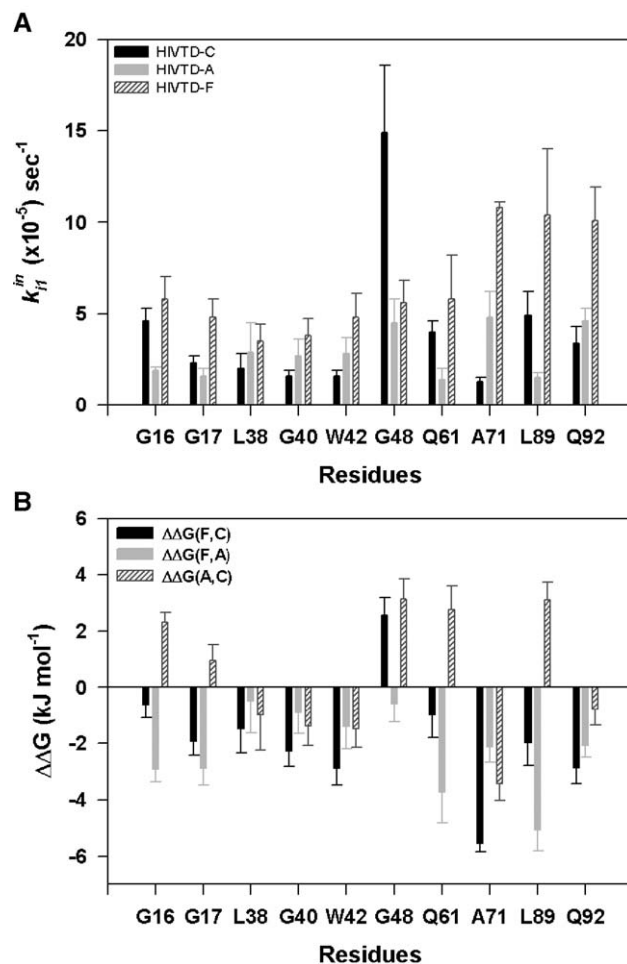 A
20
HIVTD-C
HIVTD-A
HIVTD-F
15
10
5
0
k_{i1}^{in} (x10^{-5}) sec^{-1}
G16 G17 L38 G40 W42 G48 Q61 A71 L89 Q92
Residues
B
6
ΔΔG(F,C)
ΔΔG(F,A)
ΔΔG(A,C)
4
2
0
-2
-4
-6
ΔΔG (kJ mol^{-1})
G16 G17 L38 G40 W42 G48 Q61 A71 L89 Q92
Residues